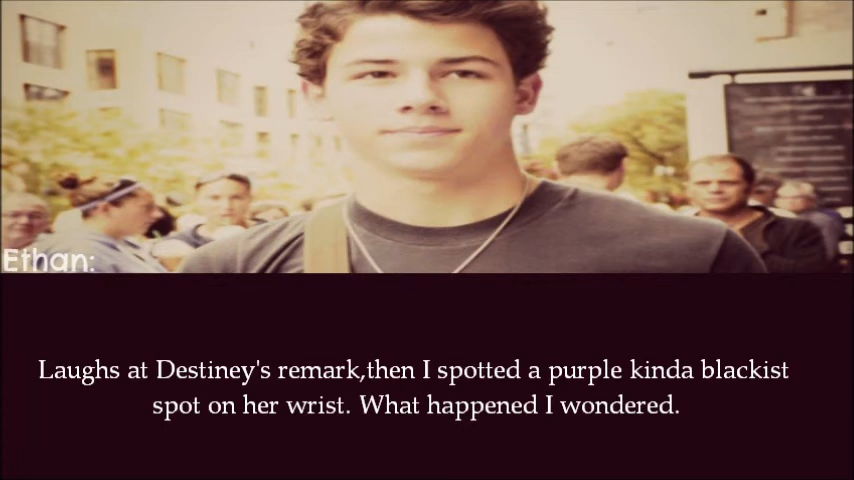 Ethan:
Laughs at Destiney's remark,then I spotted a purple kinda blackist
spot on her wrist. What happened I wondered.